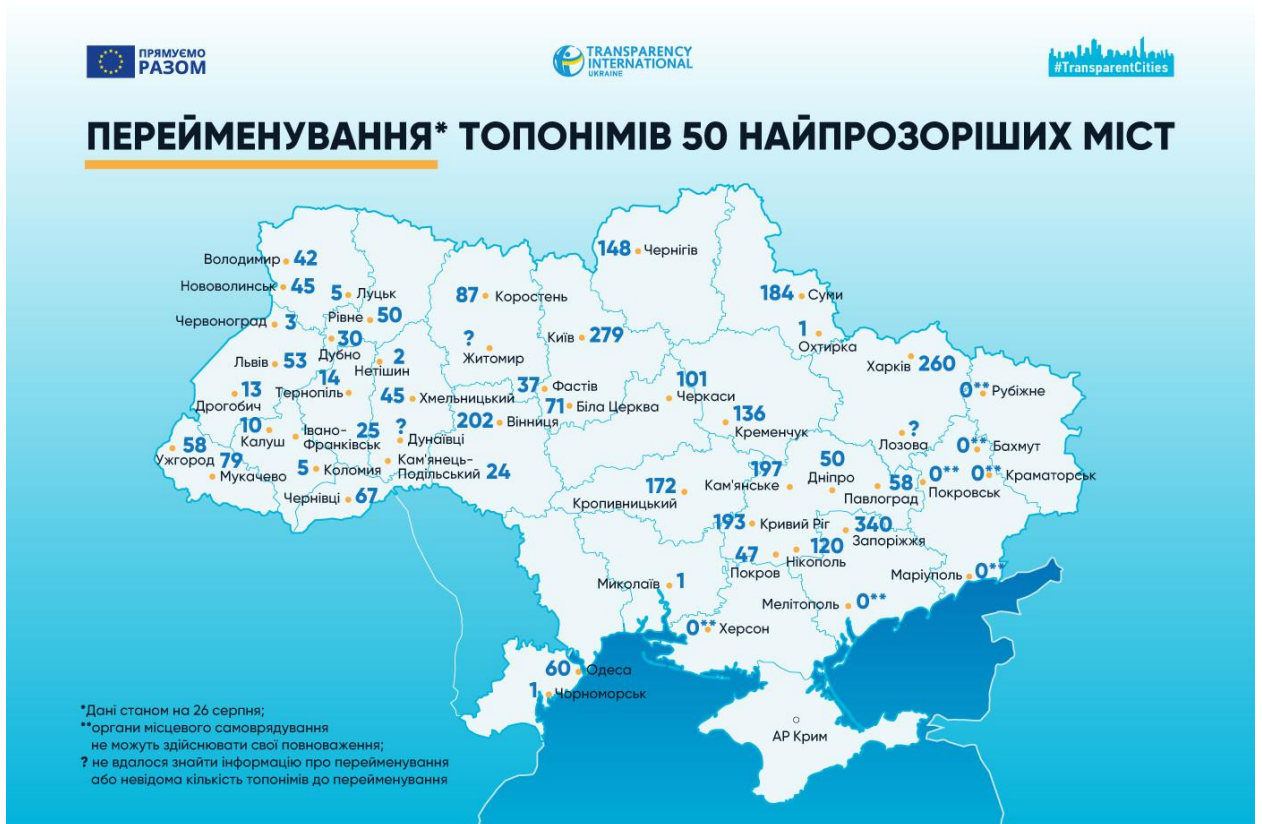 ПРЯМУЄМО
РАЗОМ
TRANSPARENCY
INTERNATIONAL
UKRAINE
#TransparentCities
ПЕРЕЙМЕНУВАННЯ* ТОПОНІМІВ 50 НАЙПРОЗОРІШИХ МІСТ
Володимир 42
Нововолинськ 45
5 Луцьк
Червоноград 3
Рівне 50
30
Дубно
Львів 53
2
Нетішин
13
Дрогобич
14
Тернопіль
45 Хмельницький
10
Калуш
Івано-
Франківськ 25
?
Дунаївці
58
Ужгород
79
Мукачево
5 Коломия
Кам'янець-
Подільський 24
Чернівці 67
87 Коростень
?
Житомир
Київ 279
148 Чернігів
184 Суми
1
Охтирка
Харків 260
0** Рубіжне
37 Фастів
71 Біла Церква
202 Вінниця
101
Черкаси
136
Кременчук
?
Лозова
0** Бахмут
0** Краматорськ
0**
Покровськ
50
Дніпро
58
Павлоград
197
Кам'янське
172
Кропивницький
193 Кривий Ріг
340
Запоріжжя
47
Покров
120
Нікополь
Миколаїв 1
Маріуполь 0**
Мелітополь 0**
0** Херсон
60 Одеса
1 Чорноморськ
АР Крим
*Дані станом на 26 серпня;
**органи місцевого самоврядування
не можуть здійснювати свої повноваження;
? не вдалося знайти інформацію про перейменування
або невідома кількість топонімів до перейменування